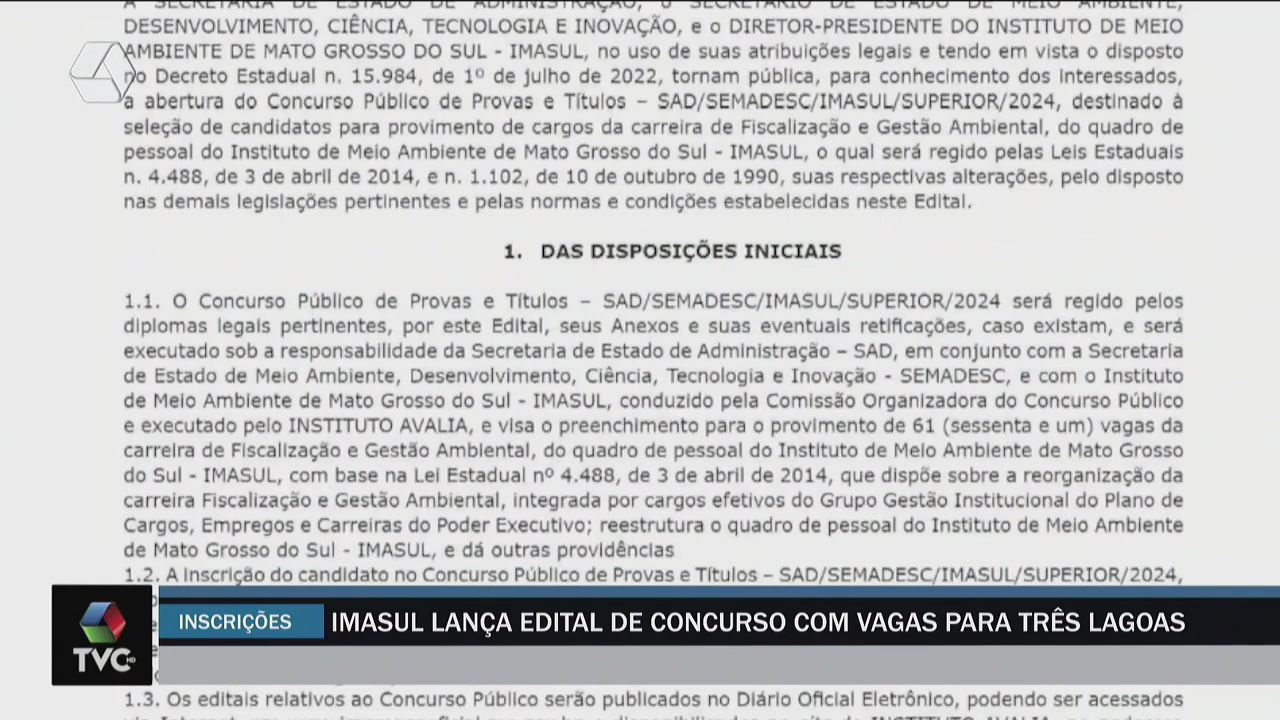 A SECRETARIA DE ESTADO DE ADMINISTRAÇÃO, o SECRETÁRIO DE ESTADO DE MEIO AMBIENTE,
DESENVOLVIMENTO, CIÊNCIA, TECNOLOGIA E INOVAÇÃO, e o DIRETOR-PRESIDENTE DO INSTITUTO DE MEIO
AMBIENTE DE MATO GROSSO DO SUL - IMASUL, no uso de suas atribuições legais e tendo em vista o disposto
no Decreto Estadual n. 15.984, de 1º de julho de 2022, tornam pública, para conhecimento dos interessados,
a abertura do Concurso Público de Provas e Títulos – SAD/SEMADESC/IMASUL/SUPERIOR/2024, destinado à
seleção de candidatos para provimento de cargos da carreira de Fiscalização e Gestão Ambiental, do quadro de
pessoal do Instituto de Meio Ambiente de Mato Grosso do Sul - IMASUL, o qual será regido pelas Leis Estaduais
n. 4.488, de 3 de abril de 2014, e n. 1.102, de 10 de outubro de 1990, suas respectivas alterações, pelo disposto
nas demais legislações pertinentes e pelas normas e condições estabelecidas neste Edital.
1. DAS DISPOSIÇÕES INICIAIS
1.1. O Concurso Público de Provas e Títulos – SAD/SEMADESC/IMASUL/SUPERIOR/2024 será regido pelos
diplomas legais pertinentes, por este Edital, seus Anexos e suas eventuais retificações, caso existam, e será
executado sob a responsabilidade da Secretaria de Estado de Administração – SAD, em conjunto com a Secretaria
de Estado de Meio Ambiente, Desenvolvimento, Ciência, Tecnologia e Inovação - SEMADESC, e com o Instituto
de Meio Ambiente de Mato Grosso do Sul - IMASUL, conduzido pela Comissão Organizadora do Concurso Público
e executado pelo INSTITUTO AVALIA, e visa o preenchimento para o provimento de 61 (sessenta e um) vagas da
carreira de Fiscalização e Gestão Ambiental, do quadro de pessoal do Instituto de Meio Ambiente de Mato Grosso
do Sul - IMASUL, com base na Lei Estadual nº 4.488, de 3 de abril de 2014, que dispõe sobre a reorganização da
carreira Fiscalização e Gestão Ambiental, integrada por cargos efetivos do Grupo Gestão Institucional do Plano de
Cargos, Empregos e Carreiras do Poder Executivo; reestrutura o quadro de pessoal do Instituto de Meio Ambiente
de Mato Grosso do Sul - IMASUL, e dá outras providências
1.2. A inscrição do candidato no Concurso Público de Provas e Títulos – SAD/SEMADESC/IMASUL/SUPERIOR/2024,
INSCRIÇÕES IMASUL LANÇA EDITAL DE CONCURSO COM VAGAS PARA TRÊS LAGOAS
TVC HD
1.3. Os editais relativos ao Concurso Público serão publicados no Diário Oficial Eletrônico, podendo ser acessados